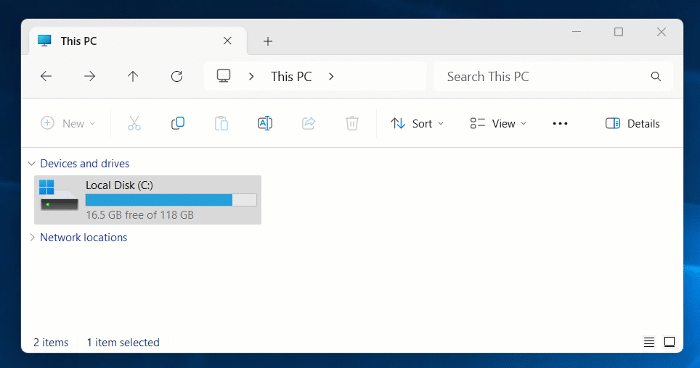 This PC
This PC
Search This PC
New
Sort
View
Details
Devices and drives
Local Disk (C:)
16.5 GB free of 118 GB
Network locations
2 items 1 item selected